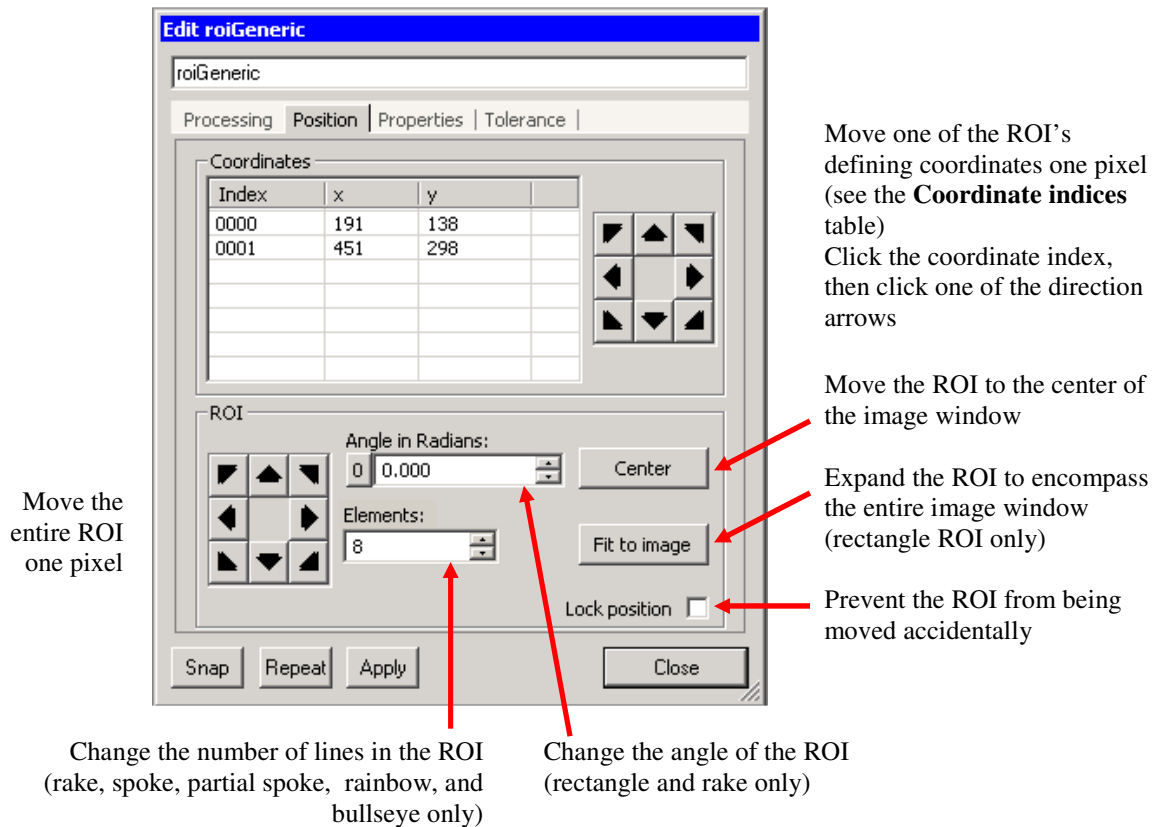 Edit roiGeneric
roiGeneric
Processing Position Properties Tolerance
Coordinates
Index x y
0000 191 138
0001 451 298
Move one of the ROI's
defining coordinates one pixel
(see the Coordinate indices
table)
Click the coordinate index,
then click one of the direction
arrows
ROI
Angle in Radians:
0 0.000
Center
Elements:
8
Fit to image
Lock position
Move the
entire ROI
one pixel
Move the ROI to the center of
the image window
Expand the ROI to encompass
the entire image window
(rectangle ROI only)
Prevent the ROI from being
moved accidentally
Snap Repeat Apply Close
Change the number of lines in the ROI
(rake, spoke, partial spoke, rainbow, and
bullseye only)
Change the angle of the ROI
(rectangle and rake only)